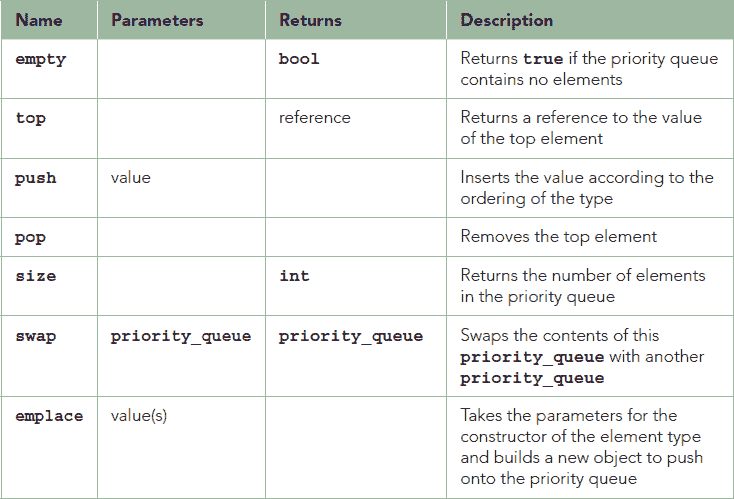 Name Parameters Returns Description
empty bool Returns true if the priority queue
contains no elements
top reference Returns a reference to the value
of the top element
push value Inserts the value according to the
ordering of the type
pop Removes the top element
size int Returns the number of elements
in the priority queue
swap priority_queue priority_queue Swaps the contents of this
priority_queue with another
priority_queue
emplace value(s) Takes the parameters for the
constructor of the element type
and builds a new object to push
onto the priority queue